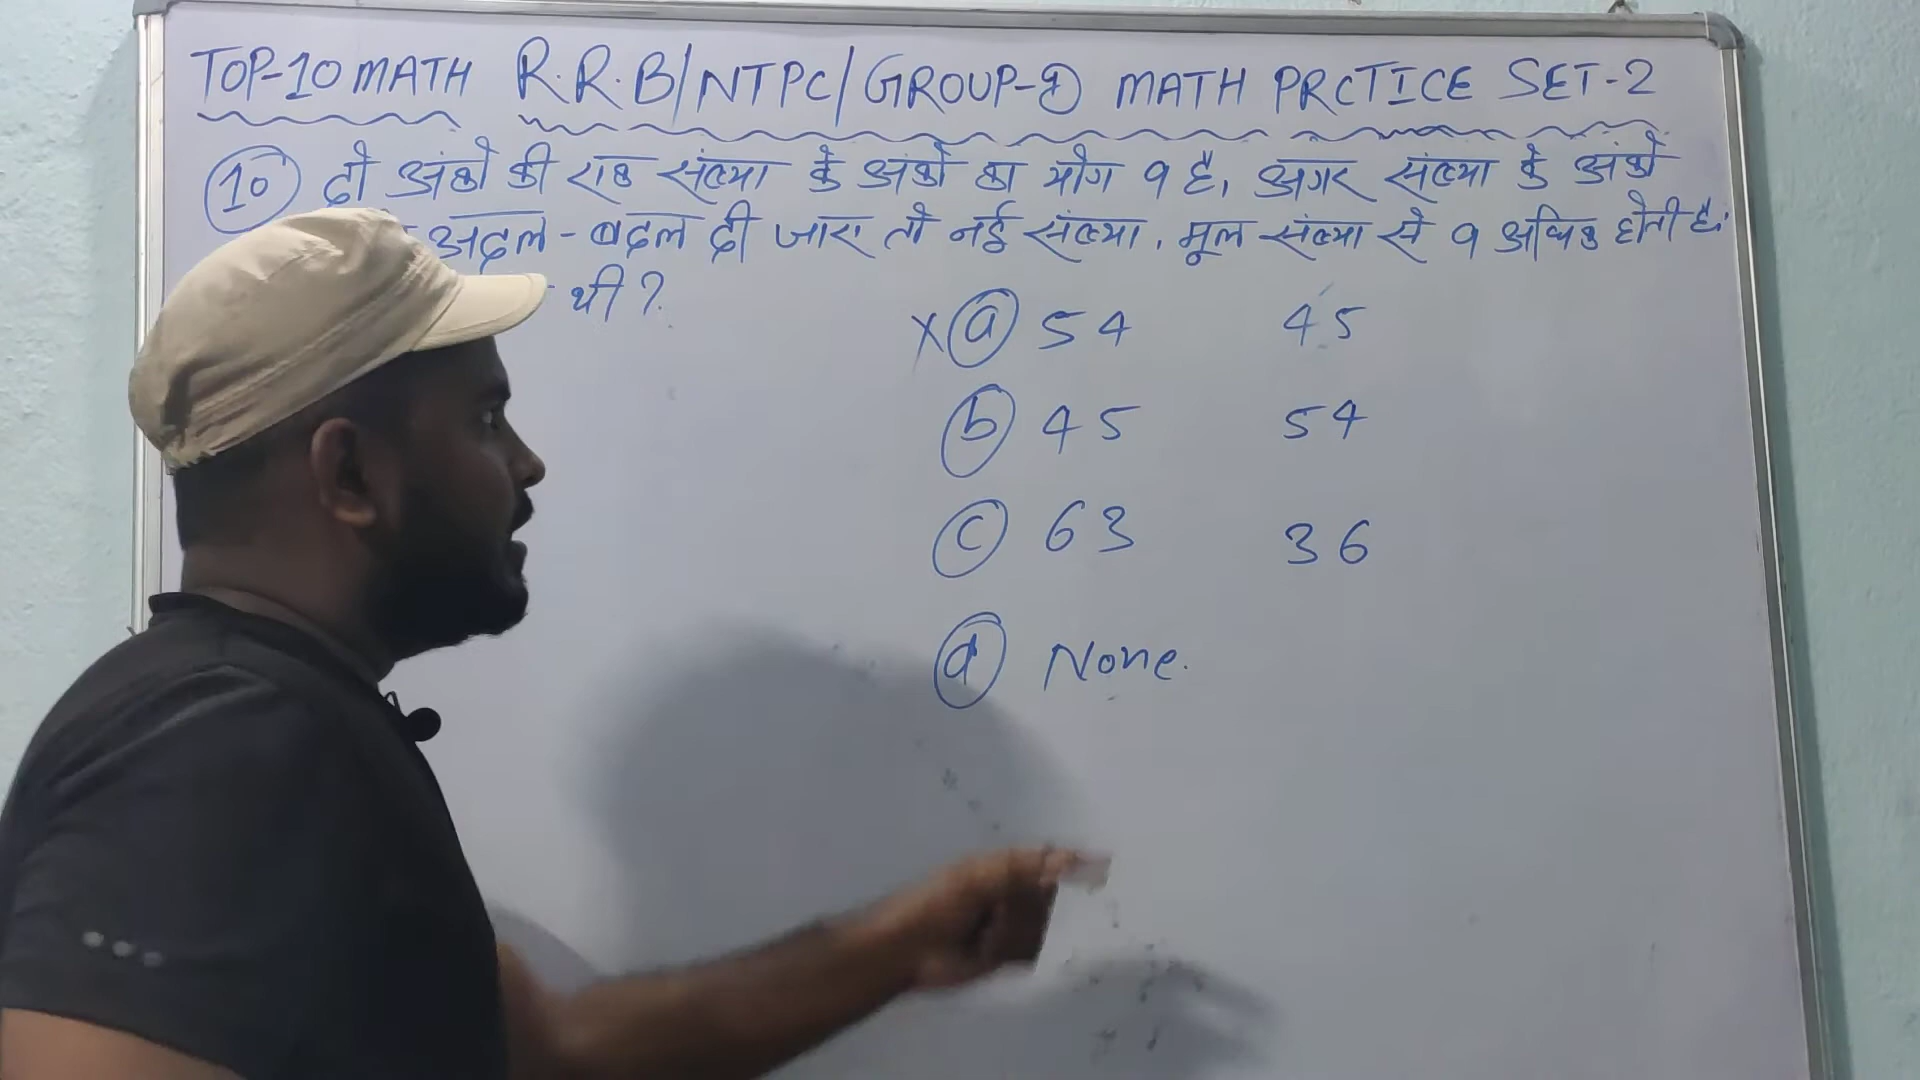 TOP-10 MATH R.R.B/NTPC/GROUP-D MATH PRCTICE SET-2
10 दो अंको की एक संख्या के अंको का योग 9 है, अगर संख्या के अंको
अदल-बदल दी जाए तो नई संख्या, मूल संख्या से 9 अधिक होती है।
थी?
X a 54 45
b 45 54
c 63 36
d None.